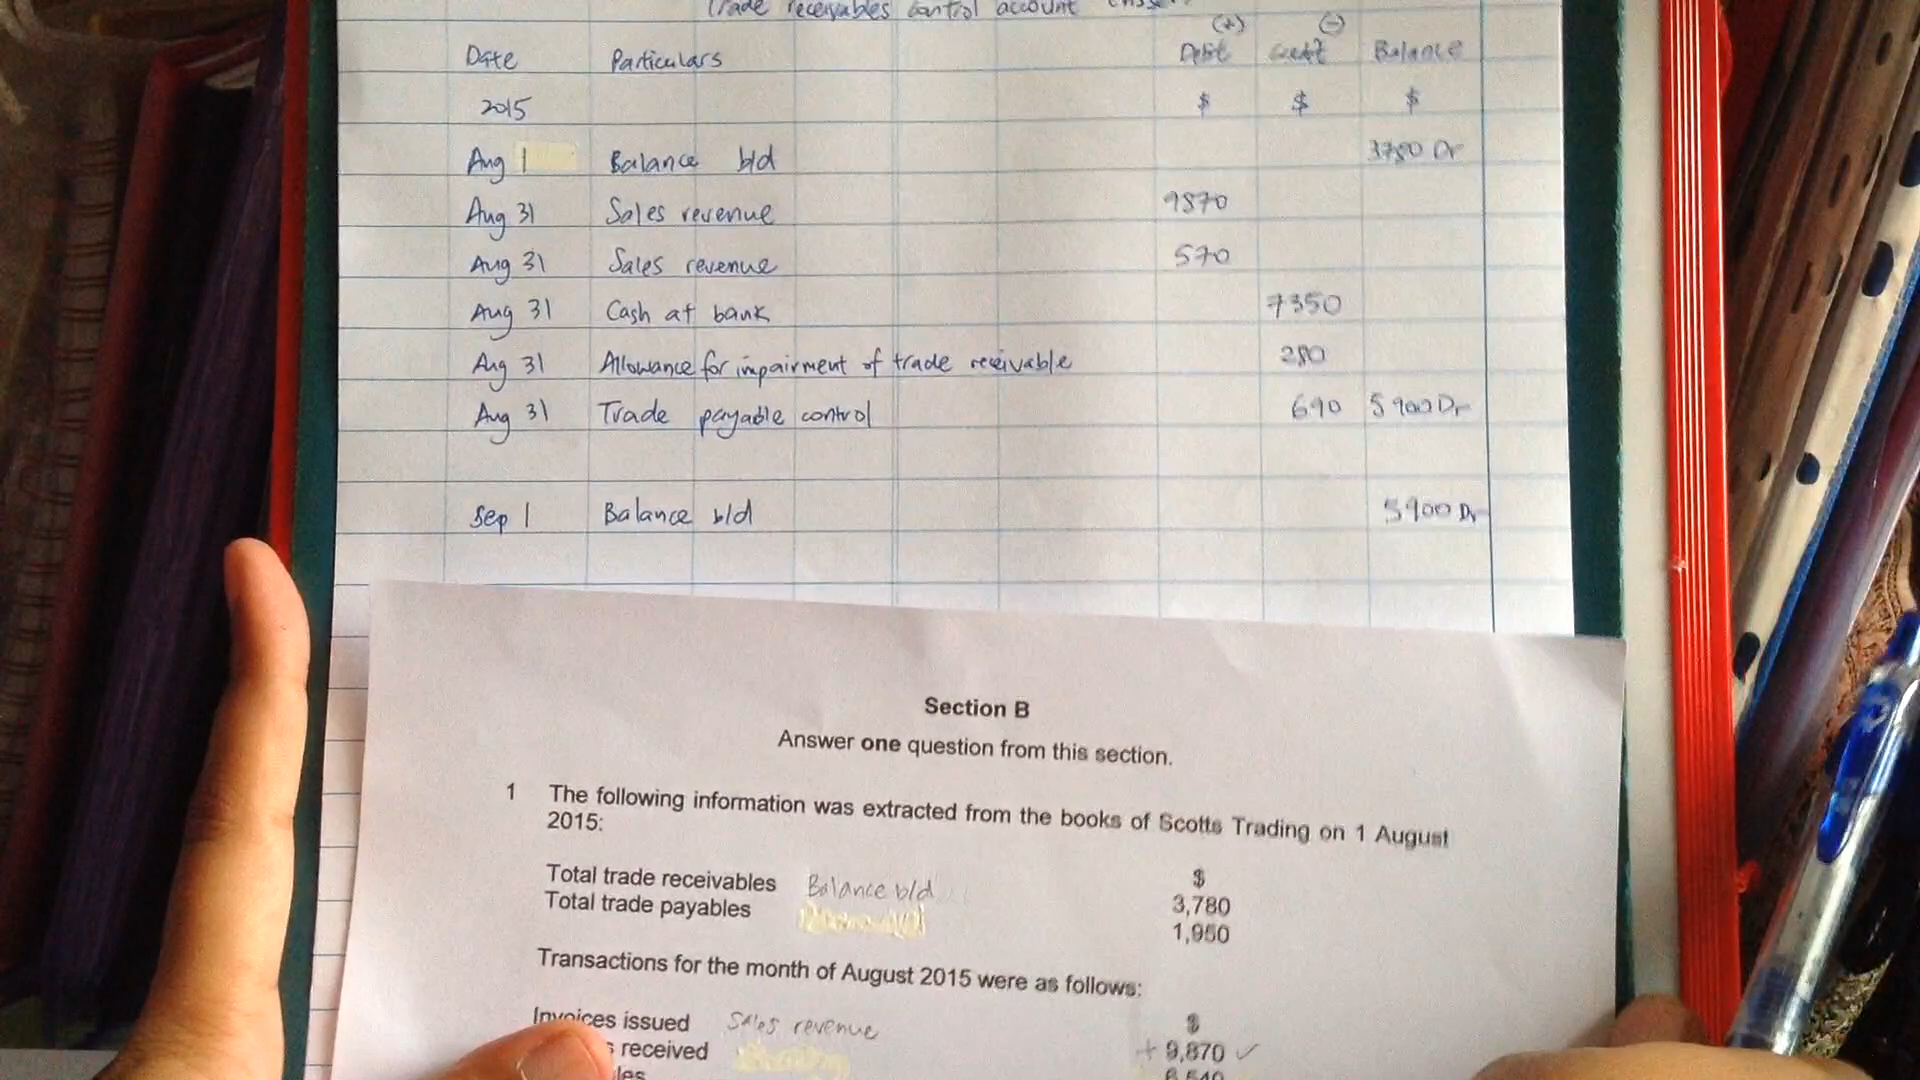 Trade receivables control account
(+) (-)
Date Particulars Debit Credit Balance
2015 $ $ $
Aug 1 Balance b/d 3780 Dr
Aug 31 Sales revenue 9870
Aug 31 Sales revenue 570
Aug 31 Cash at bank 7350
Aug 31 Allowance for impairment of trade receivable 280
Aug 31 Trade payable control 690 5900 Dr
Sep 1 Balance b/d 5900 Dr
Section B
Answer one question from this section.
1 The following information was extracted from the books of Scotts Trading on 1 August
2015:
$
Total trade receivables Balance b/d 3,780
Total trade payables 1,950
Transactions for the month of August 2015 were as follows:
$
Invoices issued Sales revenue + 9,870 ✓
received